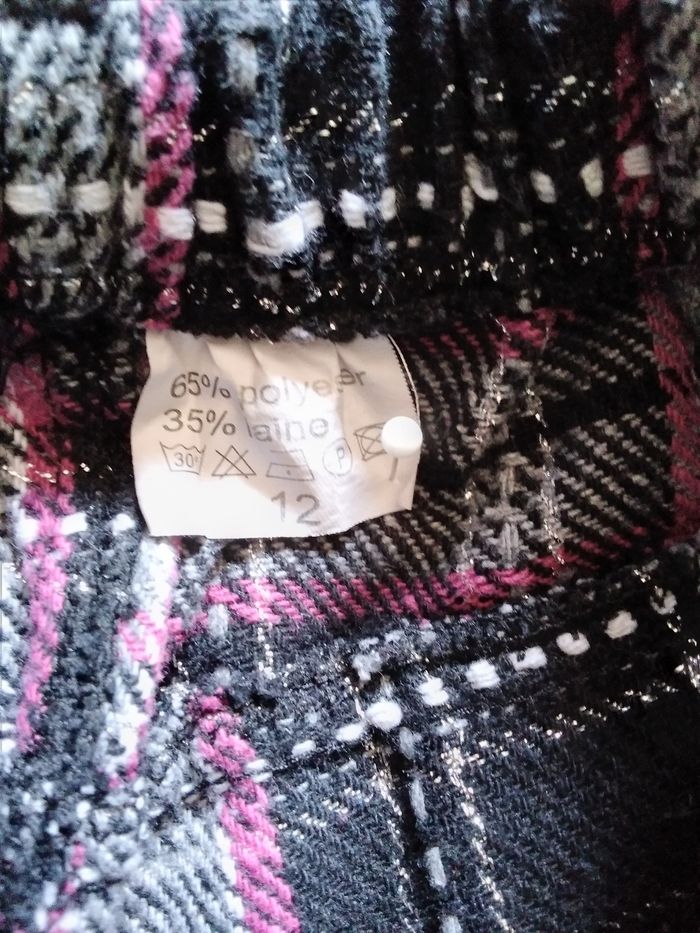 65% polyester
35% laine
30° P
12